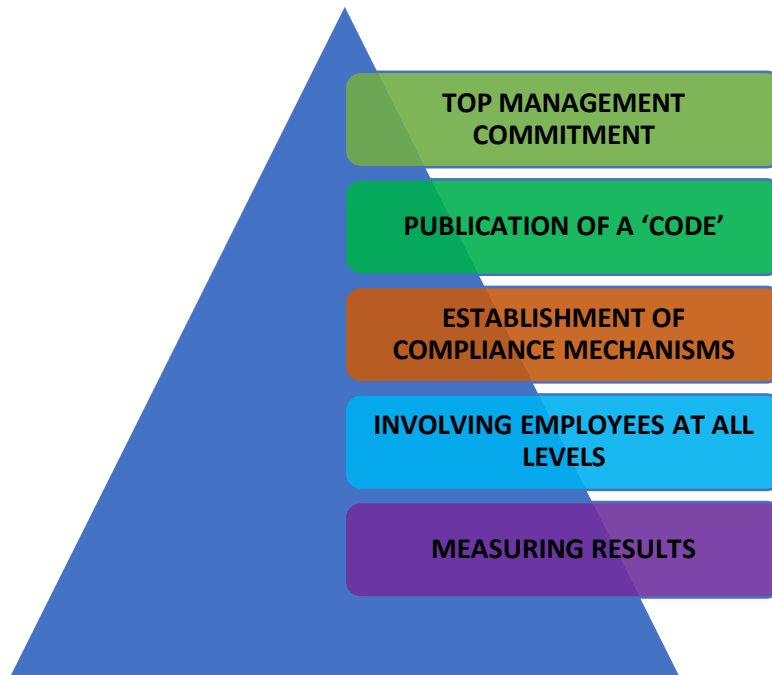 TOP MANAGEMENT
COMMITMENT
PUBLICATION OF A ‘CODE’
ESTABLISHMENT OF
COMPLIANCE MECHANISMS
INVOLVING EMPLOYEES AT ALL
LEVELS
MEASURING RESULTS